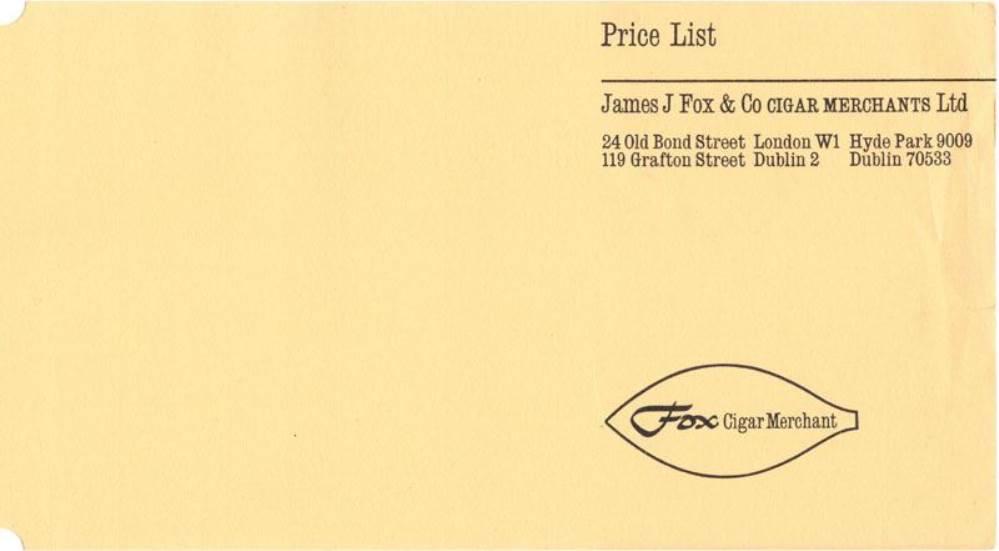 Price List
James J Fox & Co CIGAR MERCHANTS Ltd
24 Old Bond Street London W1 Hyde Park 9009
119 Grafton Street Dublin 2 Dublin 70533
Fox Cigar Merchant